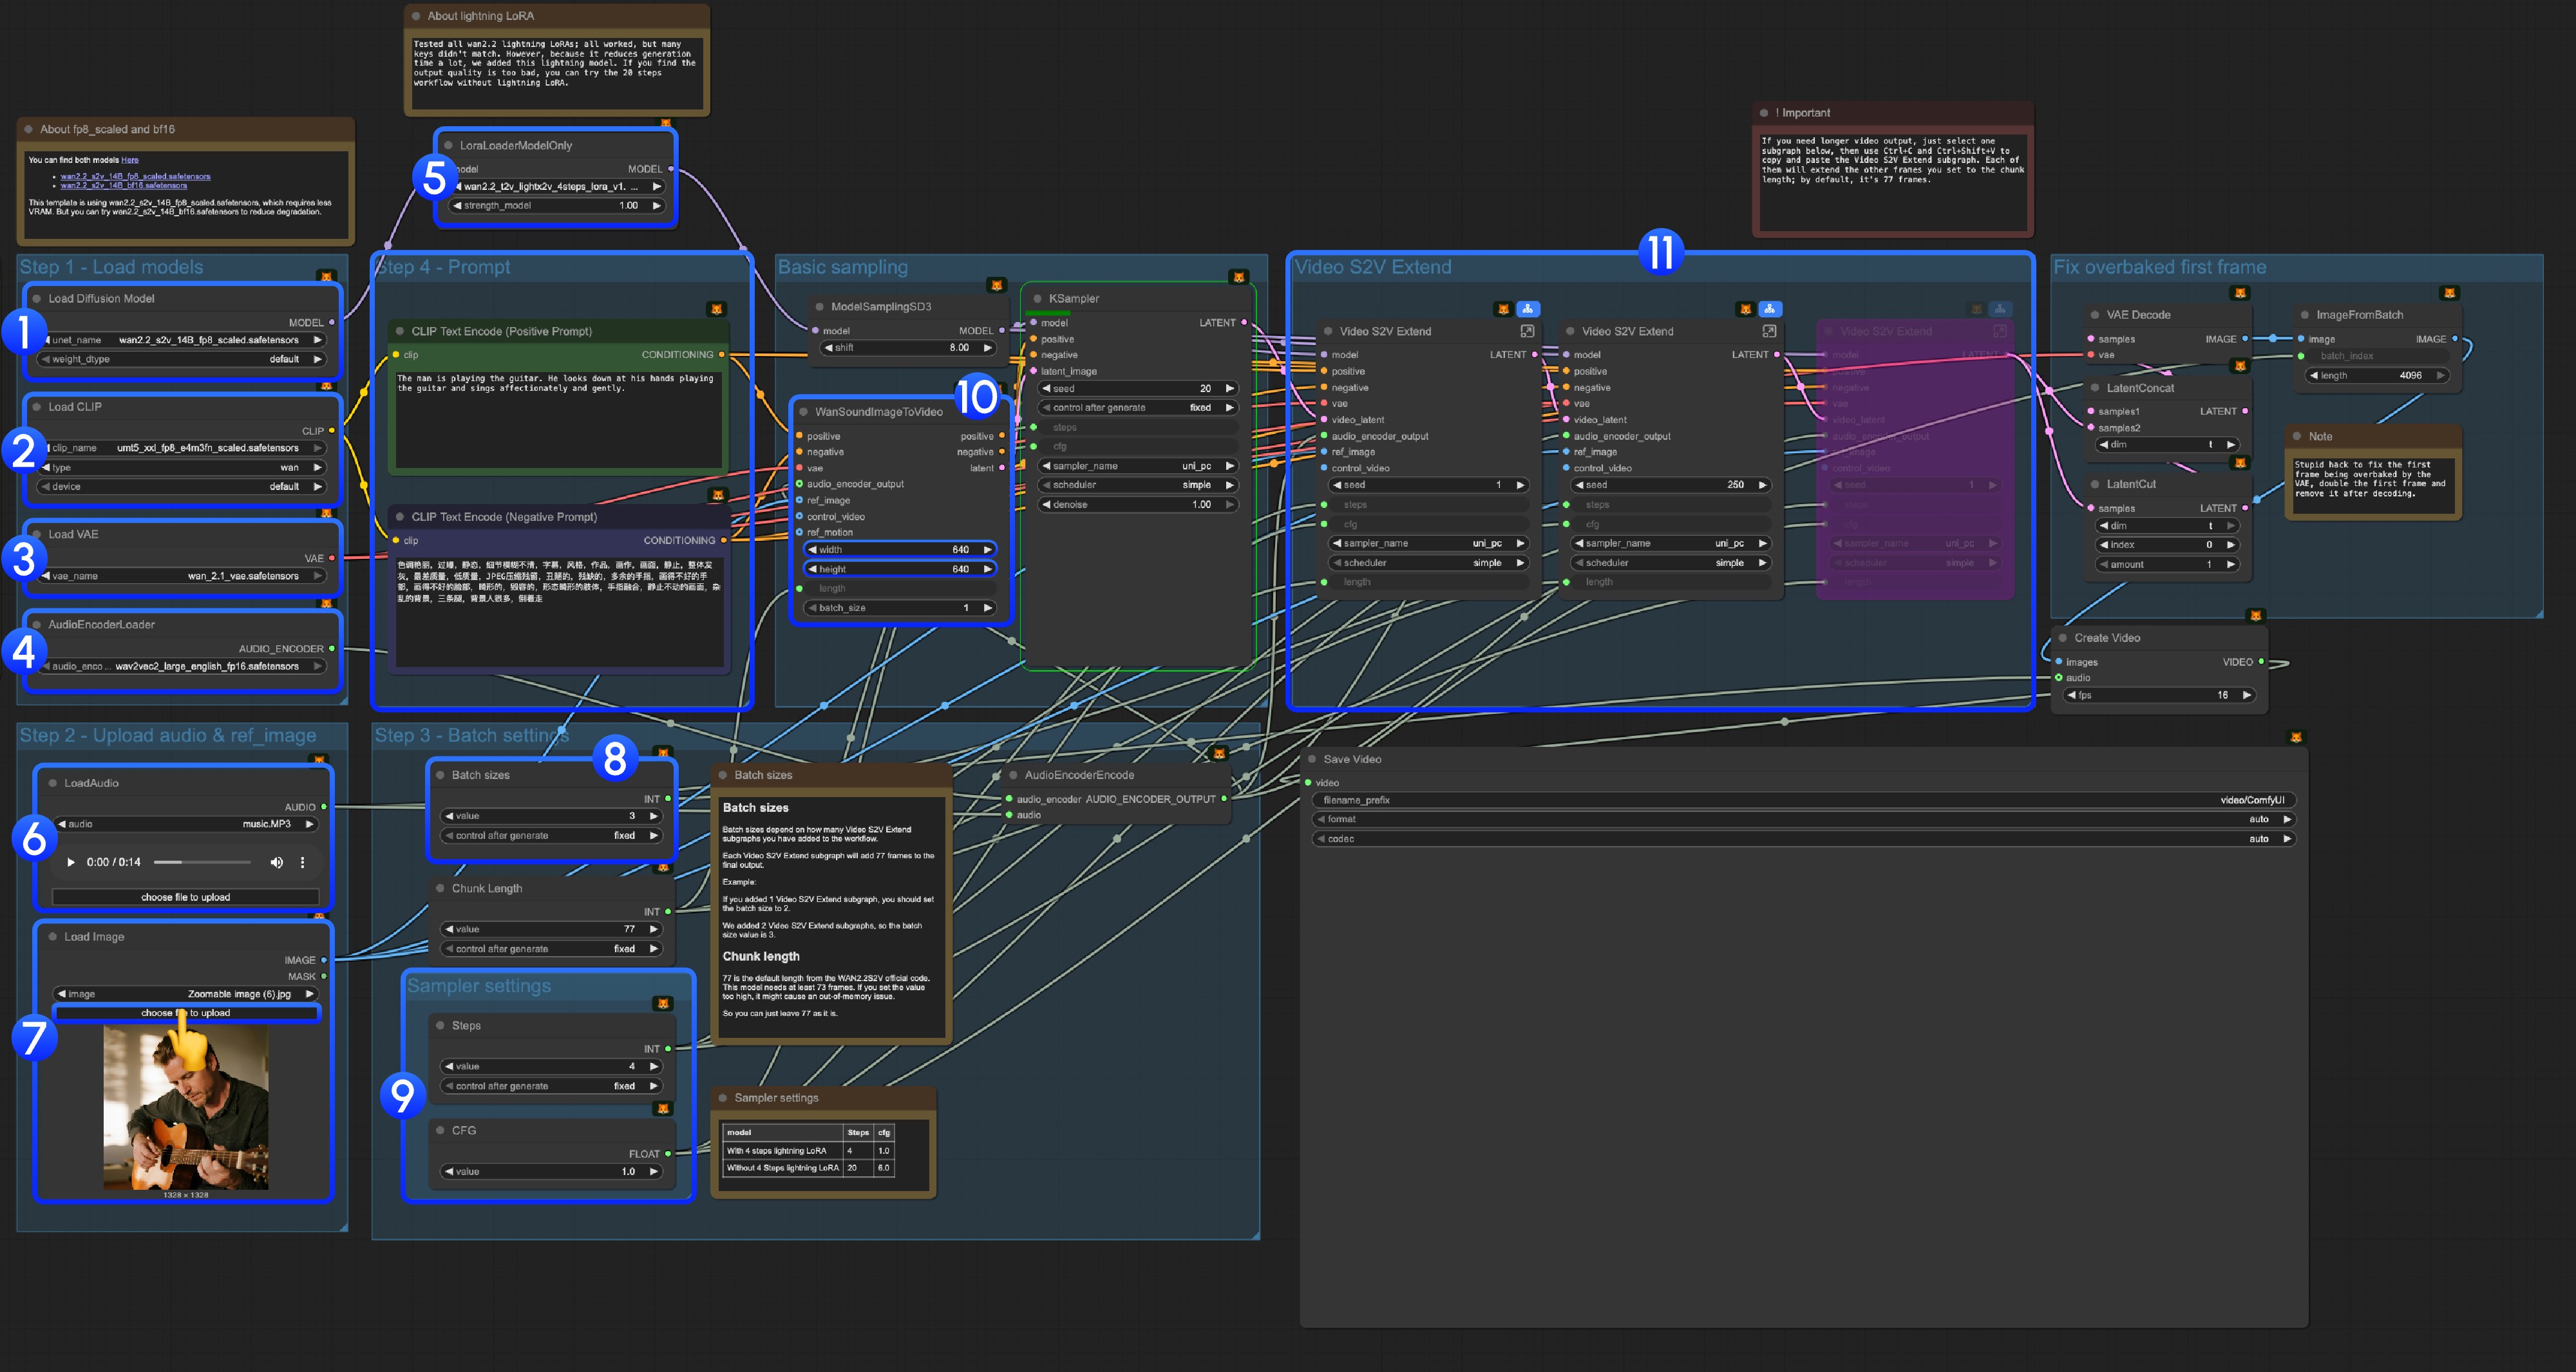 About lightning LoRA
Tested all wan2.2 lightning LoRAs; all worked, but many
keys didn't match. However, because it reduces generation
time a lot, we added this lightning model. If you find the
output quality is too bad, you can try the 20 steps
workflow without lightning LoRA.
About fp8_scaled and bf16
You can find both models Here
wan2.2_s2v_14B_fp8_scaled.safetensors
wan2.2_s2v_14B_bf16.safetensors
This template is using wan2.2_s2v_14B_fp8_scaled.safetensors, which requires less
VRAM. But you can try wan2.2_s2v_14B_bf16.safetensors to reduce degradation.
5
LoraLoaderModelOnly
MODEL
wan2.2_t2v_lightx2v_4steps_lora_v1. ...
strength_model 1.00
! Important
If you need longer video output, just select one
subgraph below, then use Ctrl+C and Ctrl+Shift+V to
copy and paste the Video S2V Extend subgraph. Each of
them will extend the other frames you set to the chunk
length; by default, it's 77 frames.
Step 1 - Load models
1
Load Diffusion Model
MODEL
unet_name wan2.2_s2v_14B_fp8_scaled.safetensors
weight_dtype default
2
Load CLIP
CLIP
clip_name umt5_xxl_fp8_e4m3fn_scaled.safetensors
type wan
device default
3
Load VAE
VAE
vae_name wan_2.1_vae.safetensors
4
AudioEncoderLoader
AUDIO_ENCODER
audio_enco ... wav2vec2_large_english_fp16.safetensors
Step 4 - Prompt
CLIP Text Encode (Positive Prompt)
clip CONDITIONING
The man is playing the guitar. He looks down at his hands playing
the guitar and sings affectionately and gently.
CLIP Text Encode (Negative Prompt)
clip CONDITIONING
色调艳丽，过曝，静态，细节模糊不清，字幕，风格，作品，画作，画面，静止，整体发
灰，最差质量，低质量，JPEG压缩残留，丑陋的，残缺的，多余的手指，画得不好的手
部，画得不好的脸部，畸形的，毁容的，形态畸形的肢体，手指融合，静止不动的画面，杂
乱的背景，三条腿，背景人很多，倒着走
Basic sampling
ModelSamplingSD3
model MODEL
shift 8.00
10
WanSoundImageToVideo
positive positive
negative negative
vae latent
audio_encoder_output
ref_image
control_video
ref_motion
width 640
height 640
length
batch_size 1
KSampler
model LATENT
positive
negative
latent_image
seed 20
control after generate fixed
steps
cfg
sampler_name uni_pc
scheduler simple
denoise 1.00
11
Video S2V Extend
Video S2V Extend
model LATENT
positive
negative
vae
video_latent
audio_encoder_output
ref_image
control_video
seed 1
steps
cfg
sampler_name uni_pc
scheduler simple
length
Video S2V Extend
model LATENT
positive
negative
vae
video_latent
audio_encoder_output
ref_image
control_video
seed 250
steps
cfg
sampler_name uni_pc
scheduler simple
length
Video S2V Extend
model LATENT
negative
vae
video_latent
audio_encoder_output
ref_image
control_video
seed 1
steps
cfg
sampler_name uni_pc
scheduler simple
length
Fix overbaked first frame
VAE Decode
samples IMAGE
vae
LatentConcat
samples1 LATENT
samples2
dim t
LatentCut
samples LATENT
dim t
index 0
amount 1
ImageFromBatch
image IMAGE
batch_index
length 4096
Note
Stupid hack to fix the first
frame being overbaked by the
VAE, double the first frame and
remove it after decoding.
Create Video
images VIDEO
audio
fps 16
Step 2 - Upload audio & ref_image
6
LoadAudio
AUDIO
audio music.MP3
0:00 / 0:14
choose file to upload
7
Load Image
IMAGE
MASK
image Zoomable image (6).jpg
choose file to upload
1328 × 1328
Step 3 - Batch settings
8
Batch sizes
INT
value 3
control after generate fixed
Chunk Length
INT
value 77
control after generate fixed
Sampler settings
9
Steps
INT
value 4
control after generate fixed
CFG
FLOAT
value 1.0
Batch sizes
Batch sizes
Batch sizes depend on how many Video S2V Extend
subgraphs you have added to the workflow.
Each Video S2V Extend subgraph will add 77 frames to the
final output.
Example:
If you added 1 Video S2V Extend subgraph, you should set
the batch size to 2.
We added 2 Video S2V Extend subgraphs, so the batch
size value is 3.
Chunk length
77 is the default length from the WAN2.2S2V official code.
This model needs at least 73 frames. If you set the value
too high, it might cause an out-of-memory issue.
So you can just leave 77 as it is.
Sampler settings
model Steps cfg
With 4 steps lightning LoRA 4 1.0
Without 4 Steps lightning LoRA 20 6.0
AudioEncoderEncode
audio_encoder AUDIO_ENCODER_OUTPUT
audio
Save Video
video
filename_prefix video/ComfyUI
format auto
codec auto